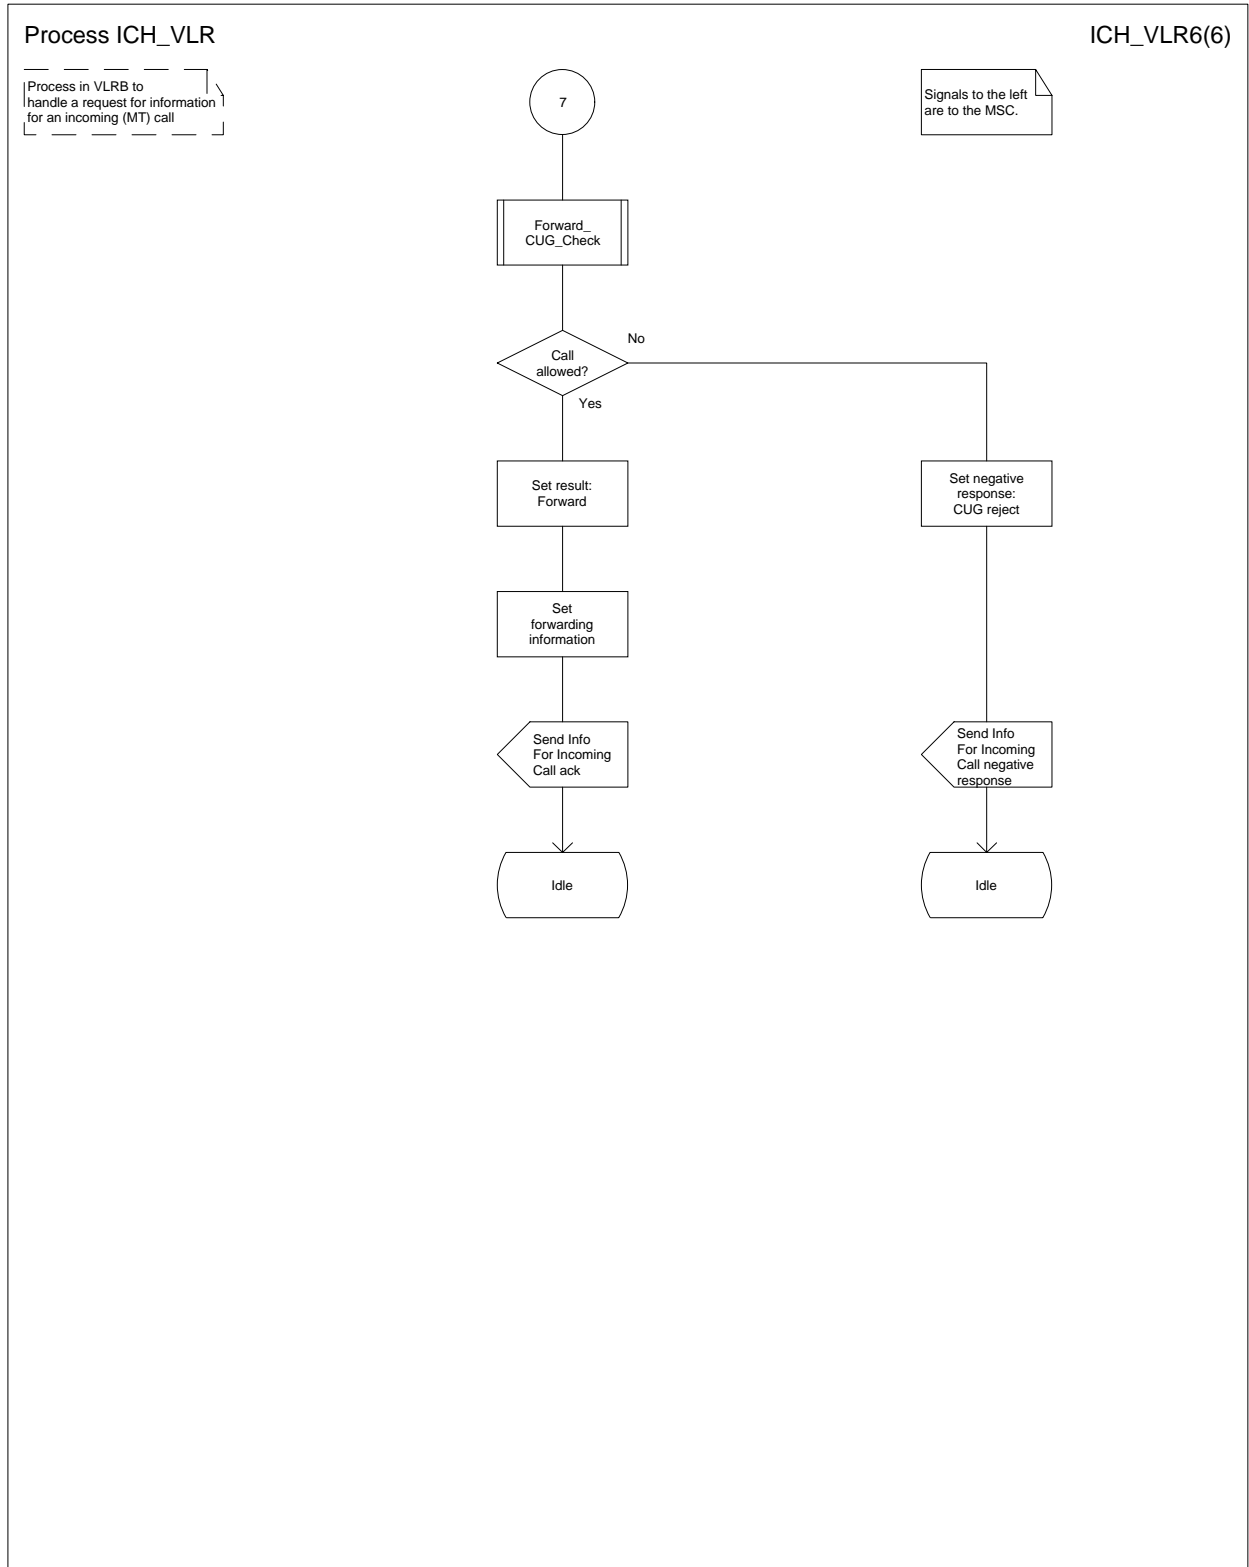 Process ICH_VLR
ICH_VLR6(6)
Process in VLRB to
handle a request for information
for an incoming (MT) call
7
Signals to the left
are to the MSC.
Forward_
CUG_Check
Call
allowed?
No
Yes
Set result:
Forward
Set negative
response:
CUG reject
Set
forwarding
information
Send Info
For Incoming
Call ack
Send Info
For Incoming
Call negative
response
Idle
Idle